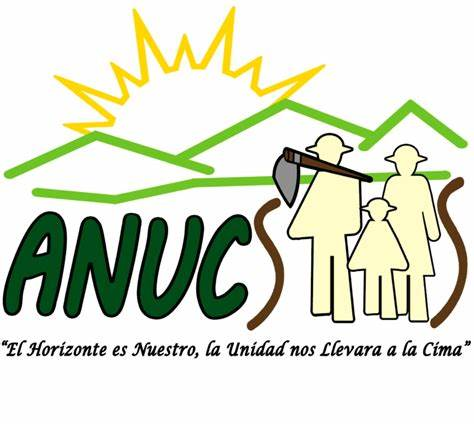 ANUC
“El Horizonte es Nuestro, la Unidad nos Llevara a la Cima”